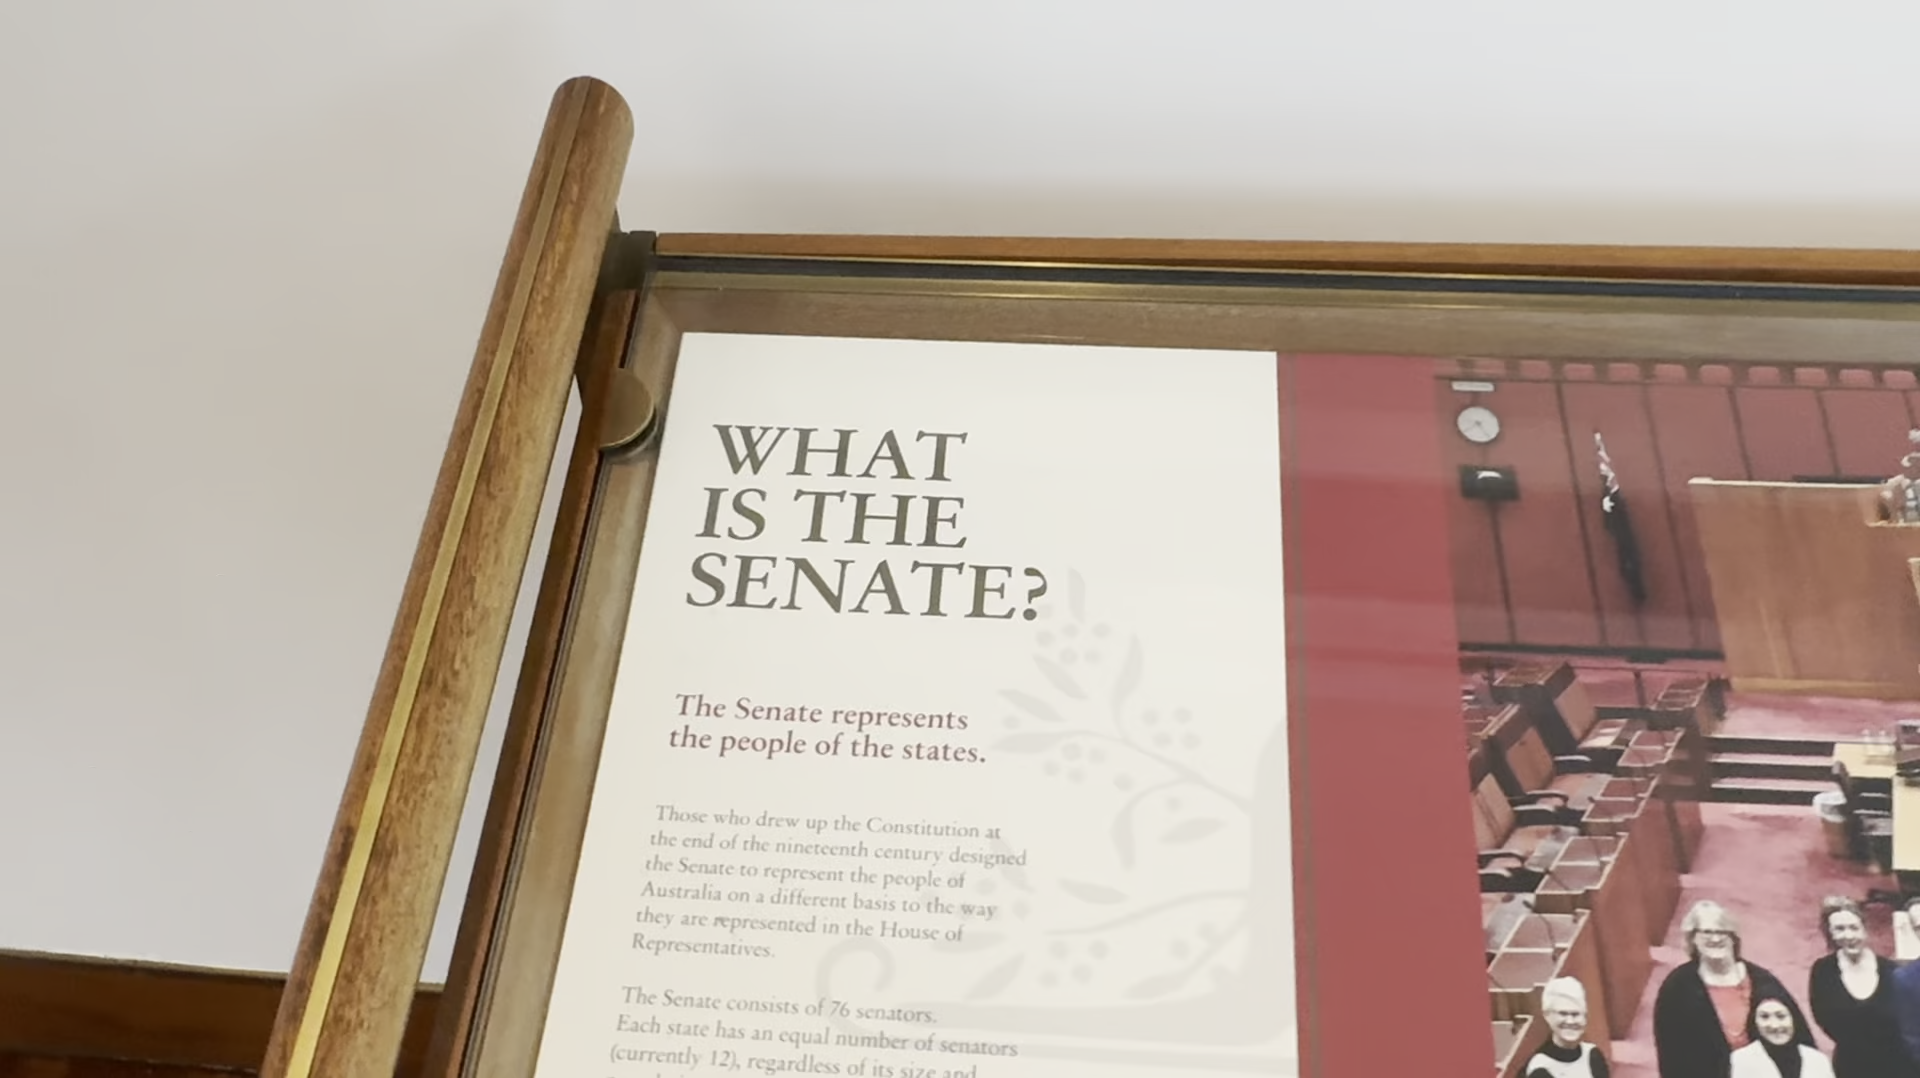 WHAT
IS THE
SENATE?
The Senate represents
the people of the states.
Those who drew up the Constitution at
the end of the nineteenth century designed
the Senate to represent the people of
Australia on a different basis to the way
they are represented in the House of
Representatives.
The Senate consists of 76 senators.
Each state has an equal number of senators
(currently 12), regardless of its size and